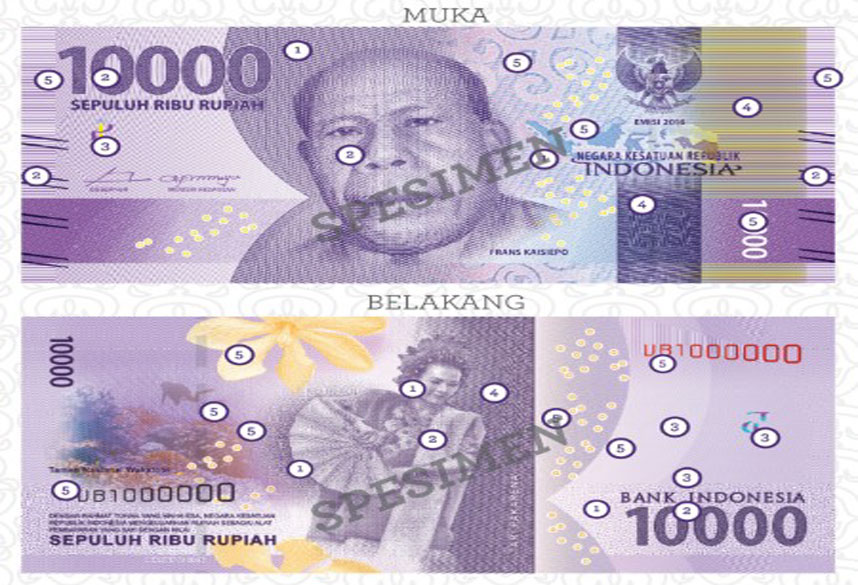 MUKA
10000
SEPULUH RIBU RUPIAH
1
5
2
5
5
4
3
5
2
1
2
2
4
5
EMISI 2016
NEGARA KESATUAN REPUBLIK
INDONESIA
GUBERNUR
MENTERI KEUANGAN
SPESIMEN
FRANS KAISIEPO
10000
BELAKANG
10000
UB1000000
5
5
1
4
5
5
5
2
3
3
5
1
3
5
1
2
Taman Nasional Wakatobi
UB1000000
DENGAN RAHMAT TUHAN YANG MAHA ESA, NEGARA KESATUAN
REPUBLIK INDONESIA MENGELUARKAN RUPIAH SEBAGAI ALAT
PEMBAYARAN YANG SAH DENGAN NILAI
SEPULUH RIBU RUPIAH
SPESIMEN
BANK INDONESIA
10000